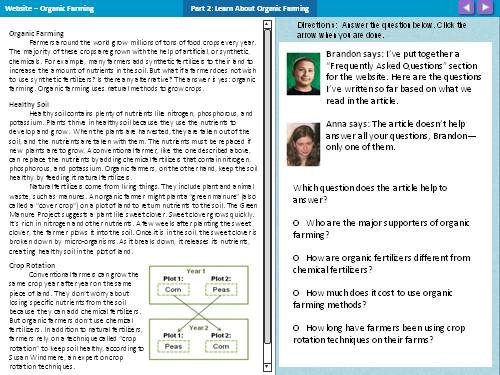 Website – Organic Farming
Part 2: Learn About Organic Farming
Organic Farming
Farmers around the world grow millions of tons of food crops every year.
The majority of these crops are grown with the help of artificial, or synthetic,
chemicals. For example, many farmers add synthetic fertilizers to their land to
increase the amount of nutrients in the soil. But what if a farmer does not wish
to use synthetic fertilizers? Is there any alternative? The answer is yes: organic
farming. Organic farming uses natural methods to grow crops.
Healthy Soil
Healthy soil contains plenty of nutrients like nitrogen, phosphorous, and
potassium. Plants thrive in healthy soil because they use the nutrients to
develop and grow. When the plants are harvested, they are taken out of the
soil, and the nutrients are taken with them. The nutrients must be replaced if
new plants are to grow. A conventional farmer, like the one described above,
can replace the nutrients by adding chemical fertilizers that contain nitrogen,
phosphorous, and potassium. Organic farmers, on the other hand, keep the soil
healthy by feeding it natural fertilizers.
Natural fertilizers come from living things. They include plant and animal
waste, such as manures. An organic farmer might plant a "green manure" (also
called a "cover crop") on a plot of land to return nutrients to the soil. The Green
Manure Project suggests a plant like sweet clover. Sweet clover grows quickly.
It's rich in nitrogen and other nutrients. A few weeks after planting the sweet
clover, the farmer plows it into the soil. Once it is in the soil, the sweet clover is
broken down by micro-organisms. As it breaks down, it releases its nutrients,
creating healthy soil in the plot of land.
Crop Rotation
Conventional farmers can grow the
same crop year after year on the same
piece of land. They don't worry about
losing specific nutrients from the soil
because they can add chemical fertilizers.
But organic farmers don't use chemical
fertilizers. In addition to natural fertilizers,
farmers rely on a technique called "crop
rotation" to keep soil healthy, according to
Susan Windmere, an expert on crop
rotation techniques.
Year 1
Plot 1: Plot 2:
Corn Peas
Year 2
Plot 1: Plot 2:
Peas Corn
Directions: Answer the question below. Click the
arrow when you are done.
Brandon says: I've put together a
"Frequently Asked Questions" section
for the website. Here are the questions
I've written so far based on what we
read in the article.
Anna says: The article doesn't help
answer all your questions, Brandon—
only one of them.
Which question does the article help to
answer?
O Who are the major supporters of organic
farming?
O How are organic fertilizers different from
chemical fertilizers?
O How much does it cost to use organic
farming methods?
O How long have farmers been using crop
rotation techniques on their farms?